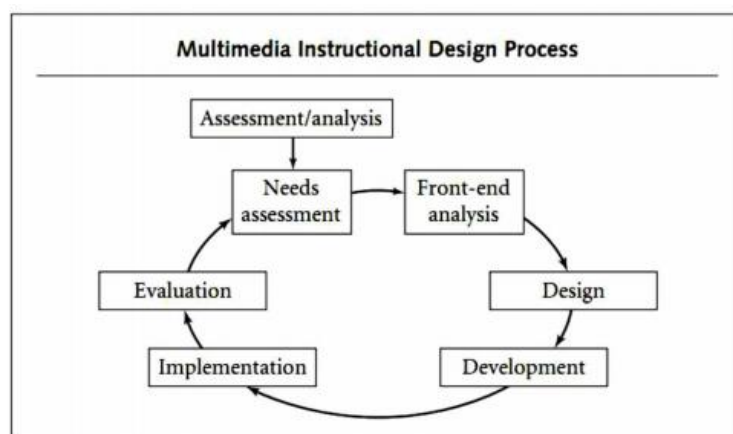 Multimedia Instructional Design Process
Assessment/analysis
Needs
assessment
Front-end
analysis
Design
Development
Implementation
Evaluation